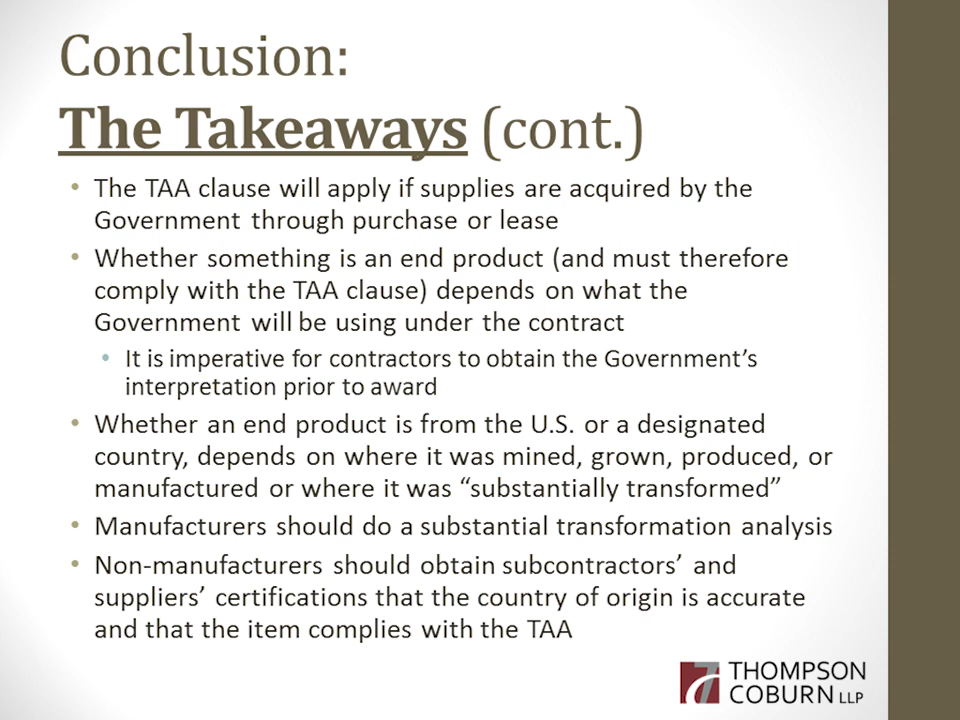 Conclusion:
The Takeaways (cont.)
• The TAA clause will apply if supplies are acquired by the
Government through purchase or lease
• Whether something is an end product (and must therefore
comply with the TAA clause) depends on what the
Government will be using under the contract
• It is imperative for contractors to obtain the Government’s
interpretation prior to award
• Whether an end product is from the U.S. or a designated
country, depends on where it was mined, grown, produced, or
manufactured or where it was “substantially transformed”
• Manufacturers should do a substantial transformation analysis
• Non-manufacturers should obtain subcontractors’ and
suppliers’ certifications that the country of origin is accurate
and that the item complies with the TAA
THOMPSON
COBURN LLP